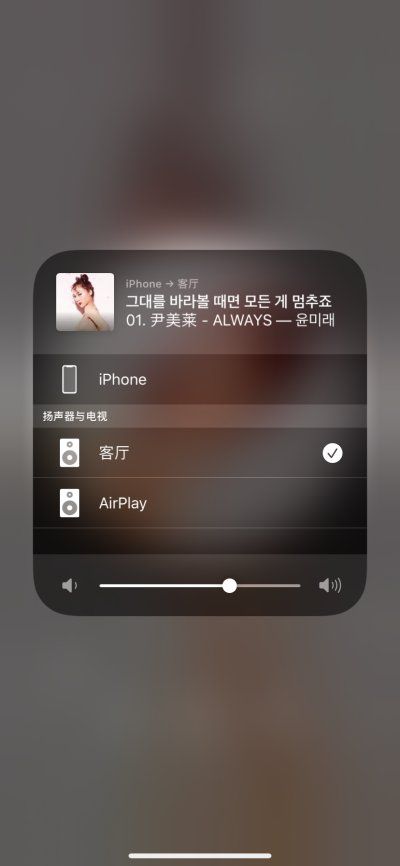 iPhone → 客厅
그대를 바라볼 때면 모든 게 멈추죠
01. 尹美莱 - ALWAYS — 윤미래
iPhone
扬声器与电视
客厅
AirPlay